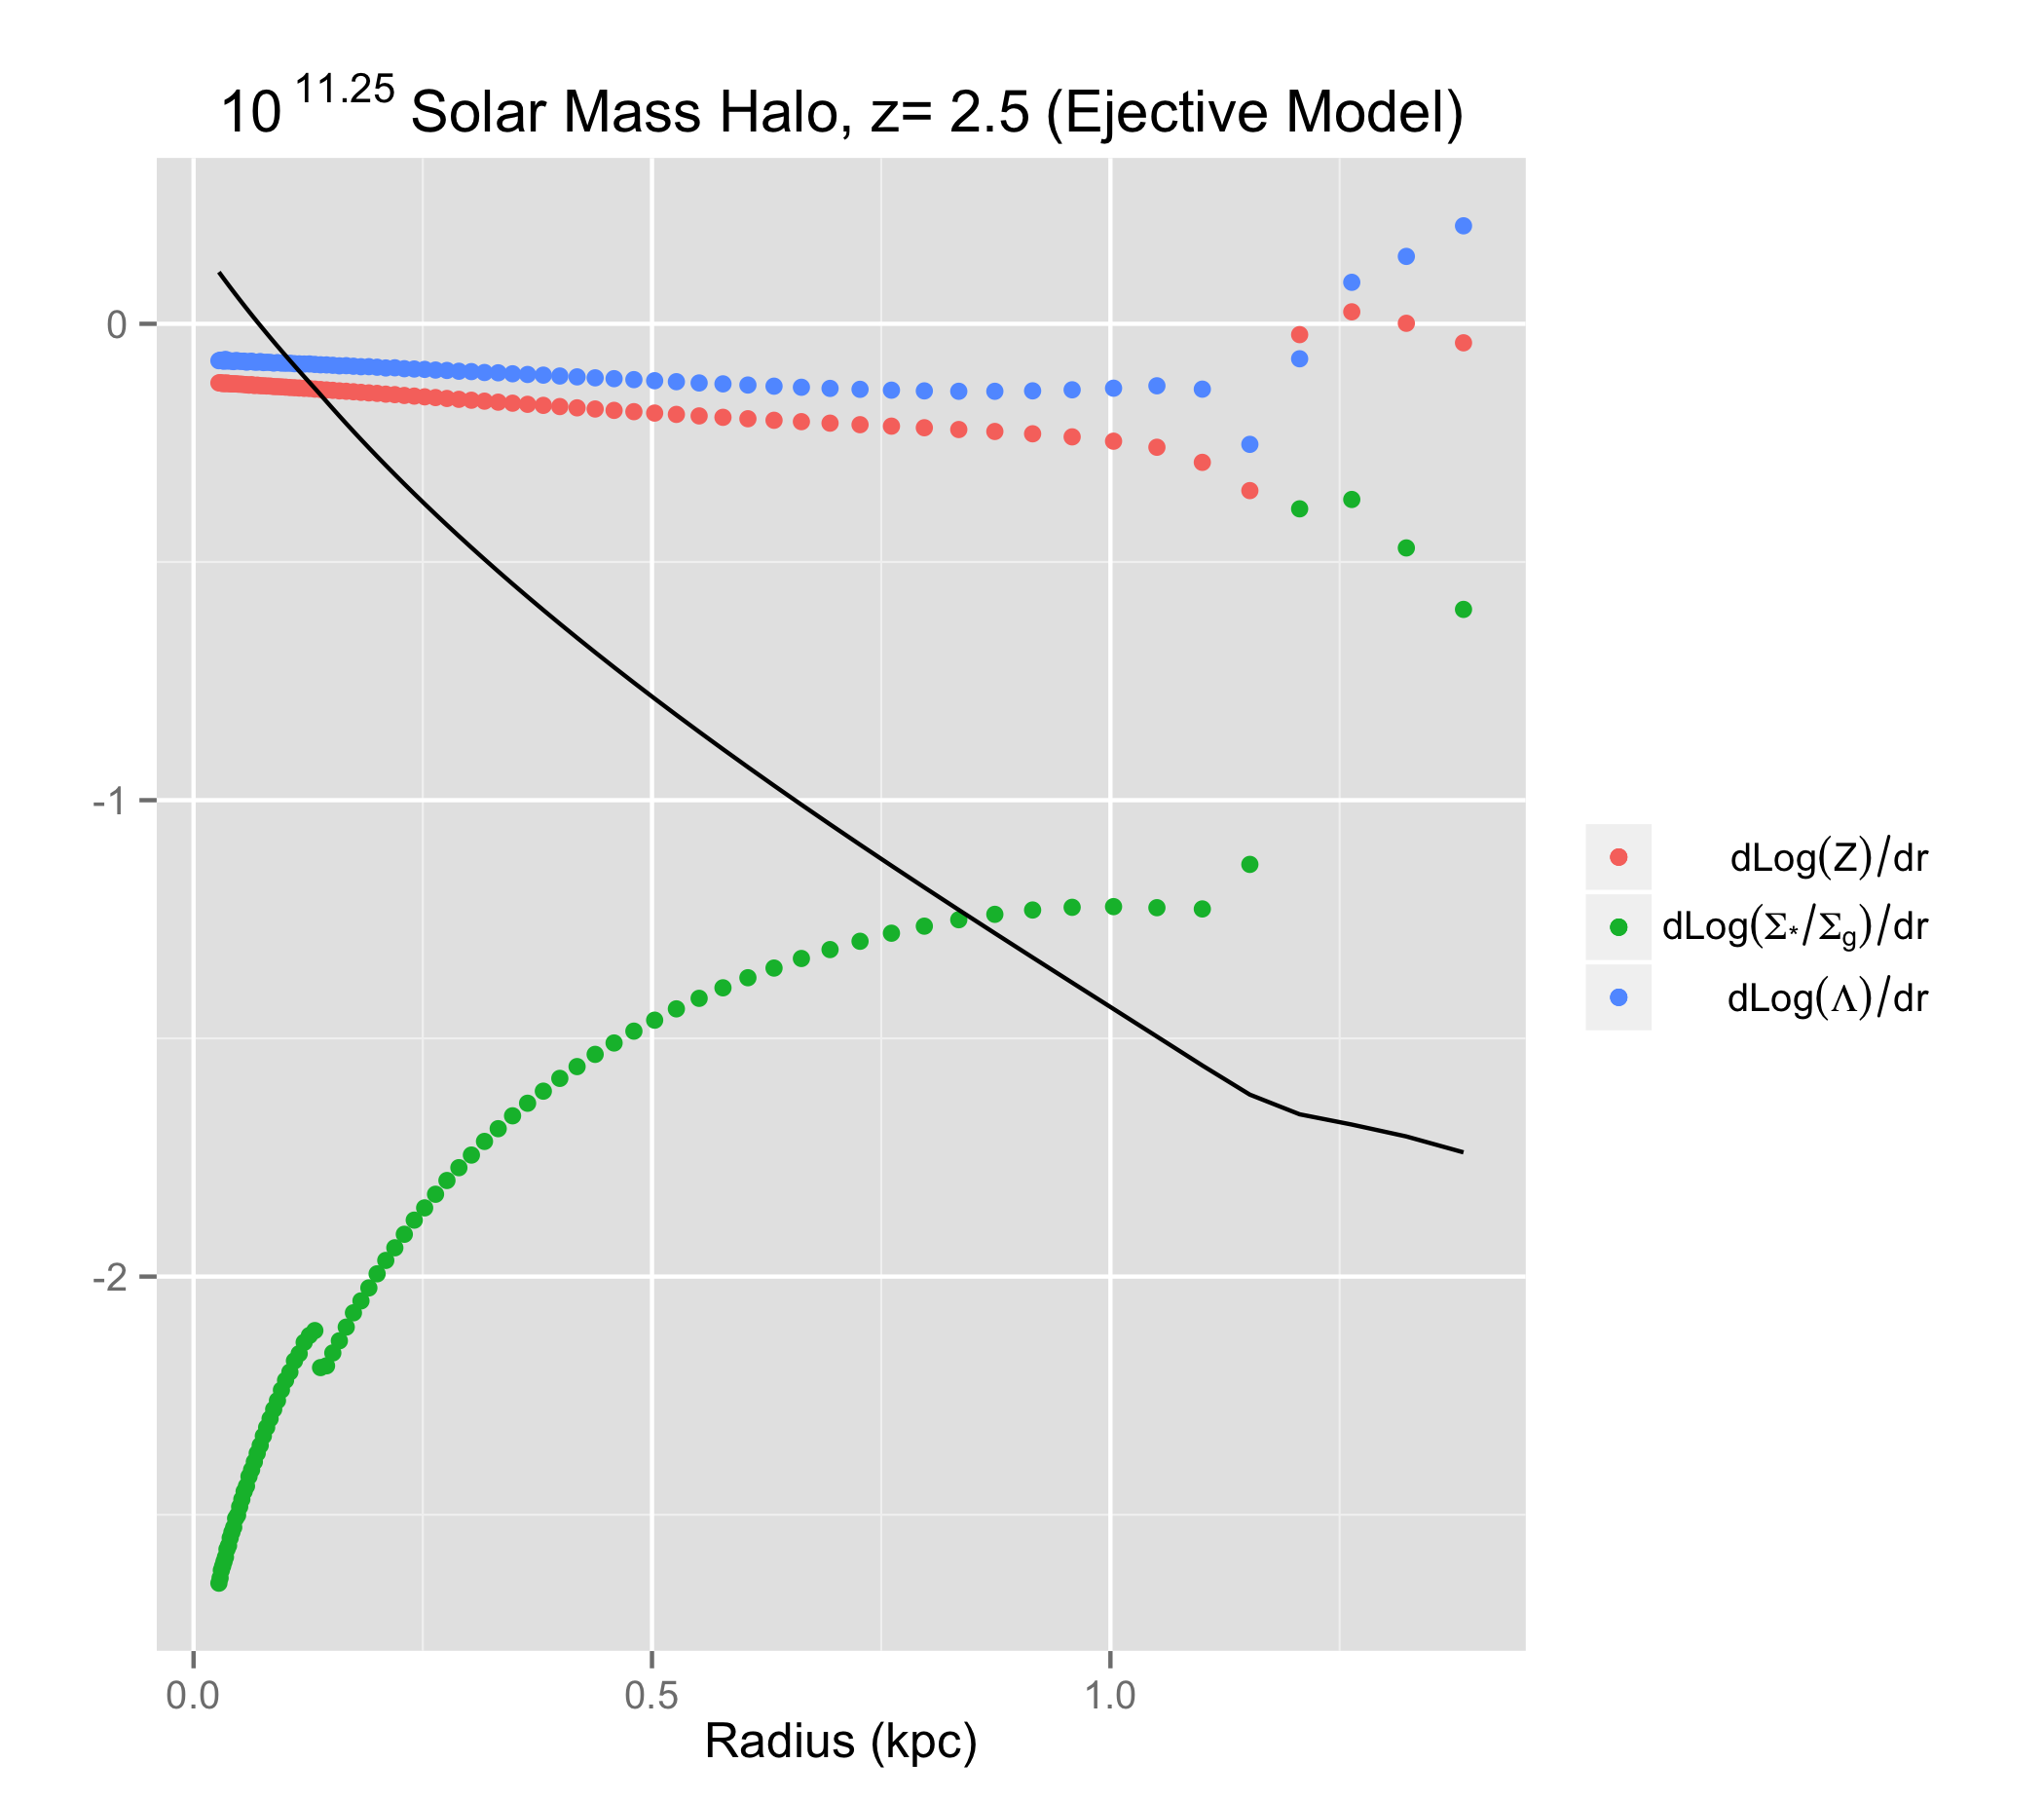 10^11.25 Solar Mass Halo, z= 2.5 (Ejective Model)
0
-1
-2
0.0 0.5 1.0
Radius (kpc)
dLog(Z)/dr
dLog(Σ*/Σg)/dr
dLog(Λ)/dr